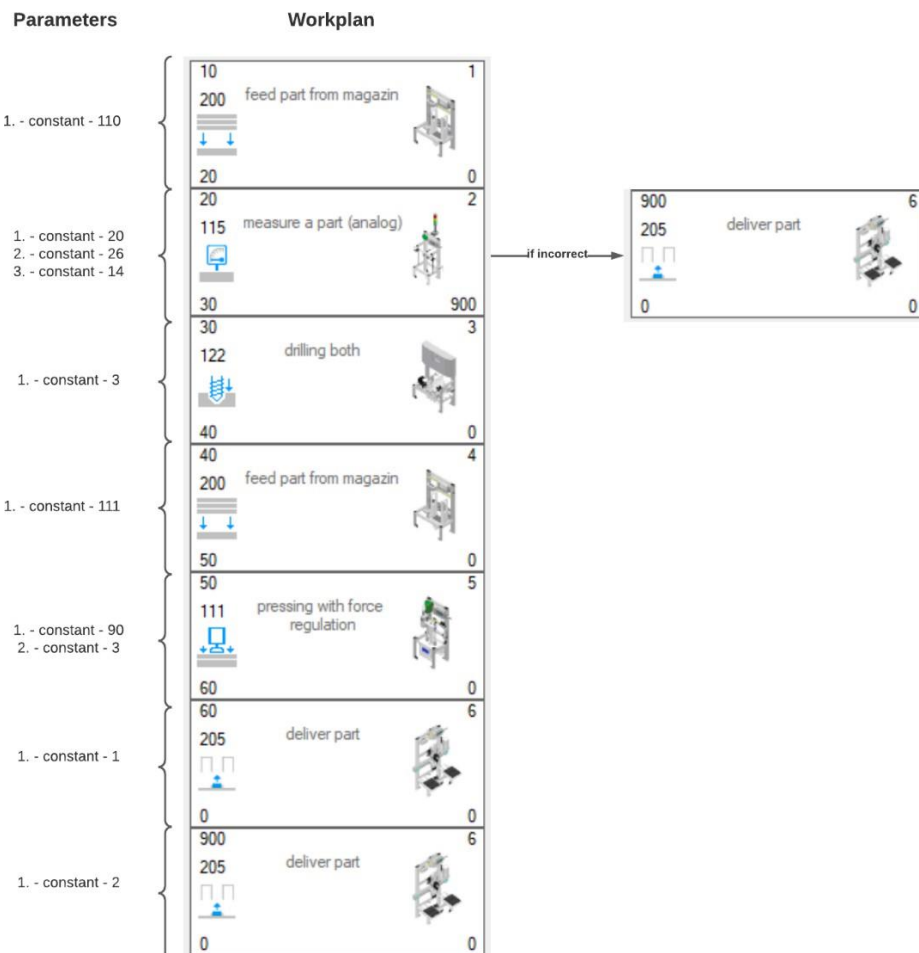 Parameters
Workplan
1. - constant - 110
10
1
200
feed part from magazin
20
0
1. - constant - 20
2. - constant - 26
3. - constant - 14
20
2
115
measure a part (analog)
30
900
if incorrect
900
6
205
deliver part
0
0
1. - constant - 3
30
3
122
drilling both
40
0
1. - constant - 111
40
4
200
feed part from magazin
50
0
1. - constant - 90
2. - constant - 3
50
5
111
pressing with force
regulation
60
0
1. - constant - 1
60
6
205
deliver part
0
0
1. - constant - 2
900
6
205
deliver part
0
0